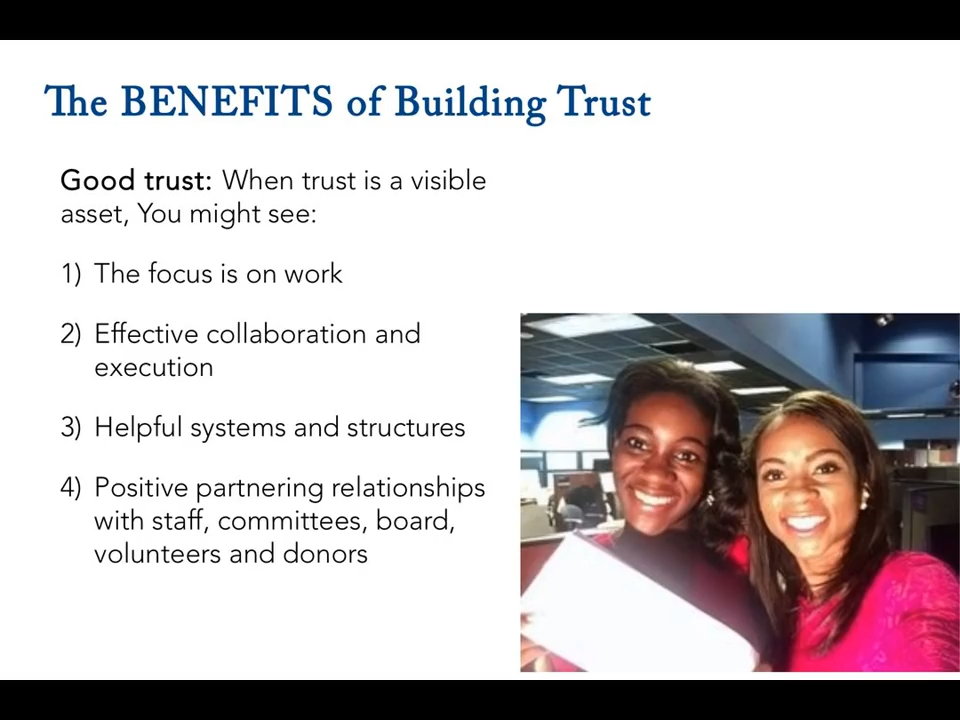 The BENEFITS of Building Trust
Good trust: When trust is a visible
asset, You might see:
1) The focus is on work
2) Effective collaboration and
execution
3) Helpful systems and structures
4) Positive partnering relationships
with staff, committees, board,
volunteers and donors